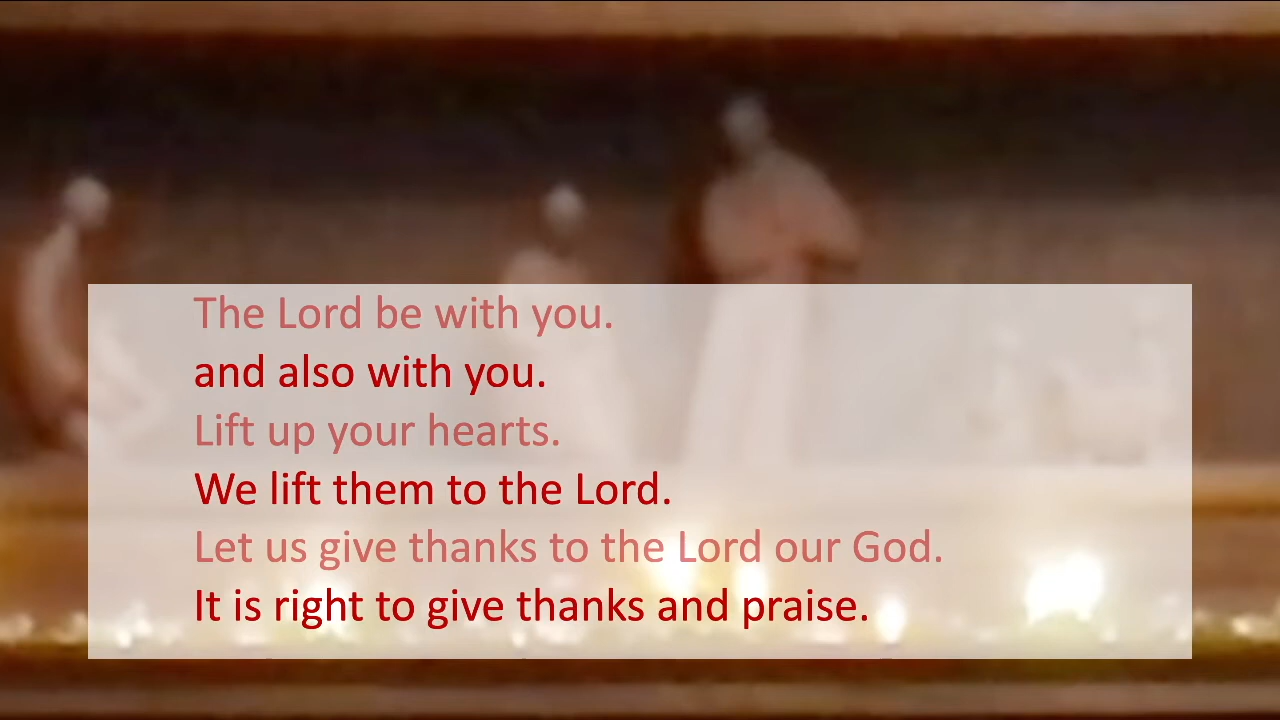 The Lord be with you.
and also with you.
Lift up your hearts.
We lift them to the Lord.
Let us give thanks to the Lord our God.
It is right to give thanks and praise.